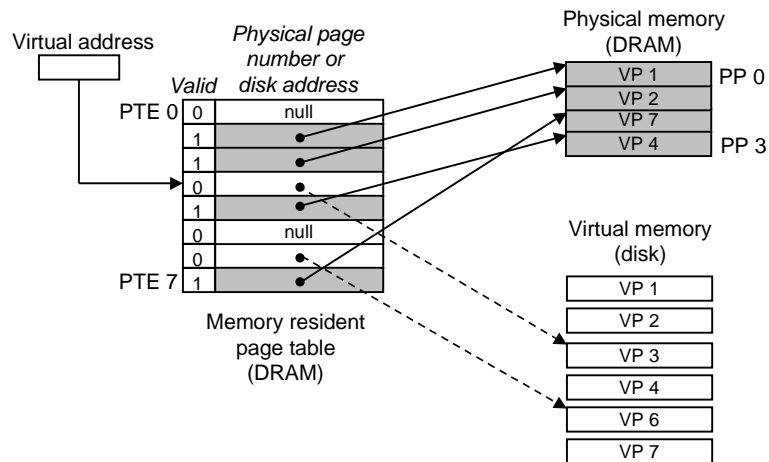 Virtual address
Physical page
number or
disk address
Valid
PTE 0
0
null
1
1
0
1
0
null
0
PTE 7
1
Memory resident
page table
(DRAM)
Physical memory
(DRAM)
VP 1
PP 0
VP 2
VP 7
VP 4
PP 3
Virtual memory
(disk)
VP 1
VP 2
VP 3
VP 4
VP 6
VP 7